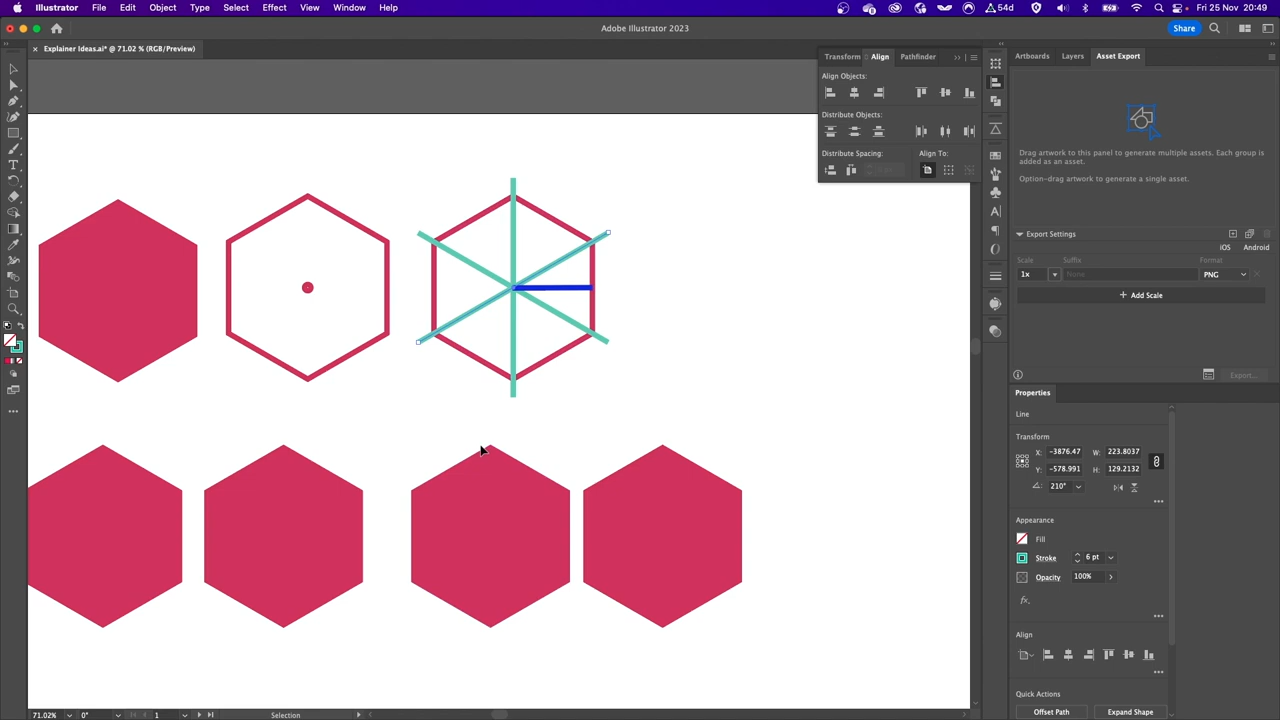 Illustrator File Edit Object Type Select Effect View Window Help
54d
Fri 25 Nov 20:49
Adobe Illustrator 2023
Share
× Explainer Ideas.ai* @ 71.02 % (RGB/Preview)
Transform Align Pathfinder
Align Objects:
Distribute Objects:
Distribute Spacing: Align To:
Artboards Layers Asset Export
Drag artwork to this panel to generate multiple assets. Each group is added as an asset.
Option-drag artwork to generate a single asset.
Export Settings
iOS Android
Scale Suffix Format
1x None PNG
+ Add Scale
Export...
Properties
Line
Transform
X: -3876.47 W: 223.8037
Y: -578.991 H: 129.2132
210°
Appearance
Fill
Stroke 6 pt
Opacity 100%
fx.
Align
Quick Actions
Offset Path Expand Shape
71.02% 0° 1 Selection